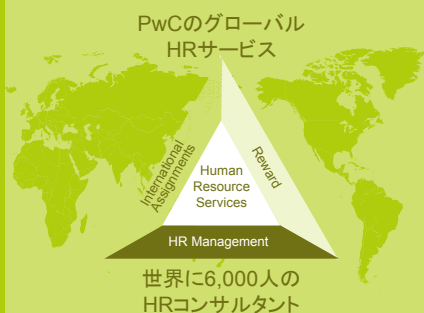 PwCのグローバル
HRサービス
International
Assignments
Reward
Human
Resource
Services
HR Management
世界に6,000人の
HRコンサルタント